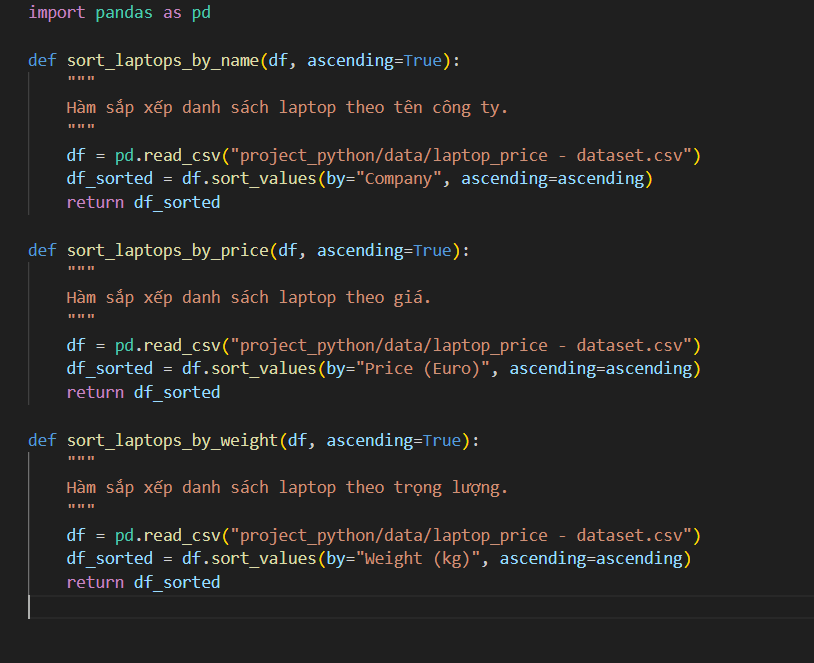 import pandas as pd
def sort_laptops_by_name(df, ascending=True):
"""
Hàm sắp xếp danh sách laptop theo tên công ty.
"""
df = pd.read_csv("project_python/data/laptop_price - dataset.csv")
df_sorted = df.sort_values(by="Company", ascending=ascending)
return df_sorted
def sort_laptops_by_price(df, ascending=True):
"""
Hàm sắp xếp danh sách laptop theo giá.
"""
df = pd.read_csv("project_python/data/laptop_price - dataset.csv")
df_sorted = df.sort_values(by="Price (Euro)", ascending=ascending)
return df_sorted
def sort_laptops_by_weight(df, ascending=True):
"""
Hàm sắp xếp danh sách laptop theo trọng lượng.
"""
df = pd.read_csv("project_python/data/laptop_price - dataset.csv")
df_sorted = df.sort_values(by="Weight (kg)", ascending=ascending)
return df_sorted